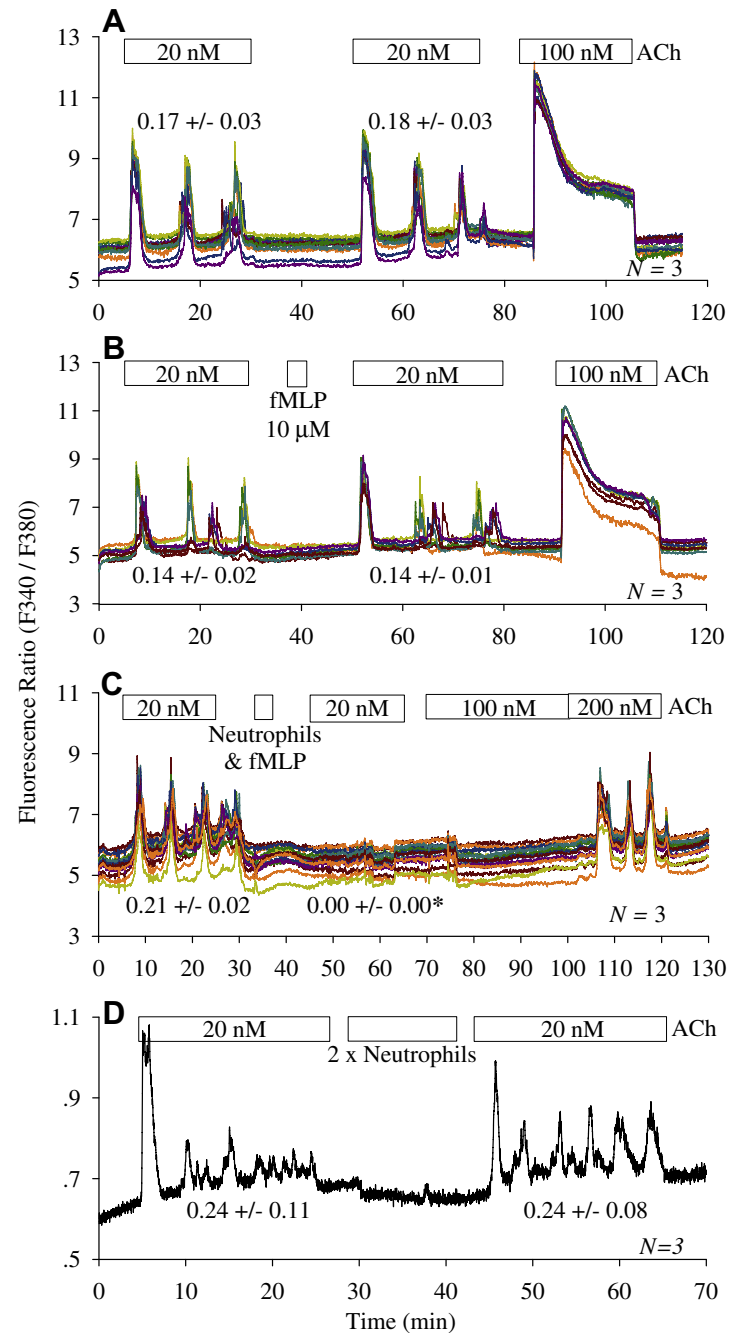 A
13
20 nM 20 nM 100 nM ACh
11
0.17 +/- 0.03 0.18 +/- 0.03
9
7
5
N = 3
0 20 40 60 80 100 120
B
13
20 nM fMLP 10 µM 20 nM 100 nM ACh
11
9
7
5
0.14 +/- 0.02 0.14 +/- 0.01
N = 3
3
0 20 40 60 80 100 120
Fluorescence Ratio (F340 / F380)
C
11
20 nM Neutrophils & fMLP 20 nM 100 nM 200 nM ACh
9
7
5
0.21 +/- 0.02 0.00 +/- 0.00*
N = 3
3
0 10 20 30 40 50 60 70 80 90 100 110 120 130
D
1.1
20 nM 2 x Neutrophils 20 nM ACh
.9
.7
0.24 +/- 0.11 0.24 +/- 0.08
N=3
.5
0 10 20 30 40 50 60 70
Time (min)